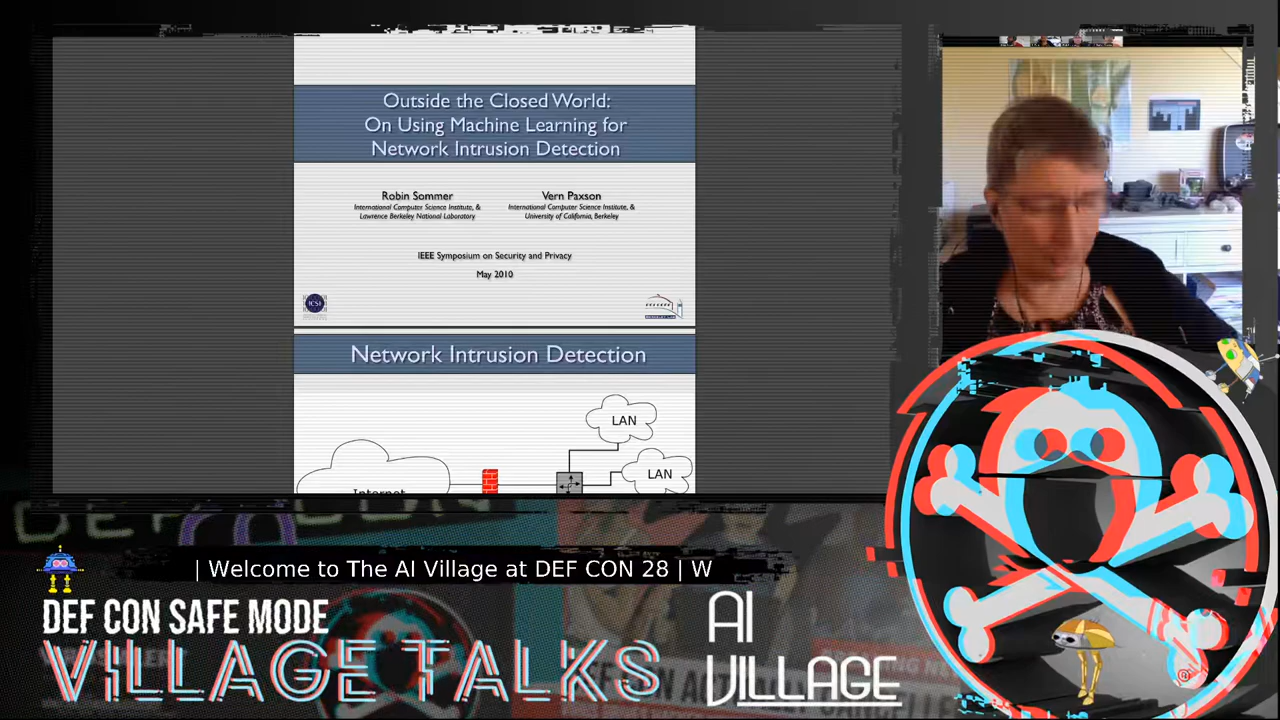 Outside the Closed World:
On Using Machine Learning for
Network Intrusion Detection
Robin Sommer
International Computer Science Institute, &
Lawrence Berkeley National Laboratory
Vern Paxson
International Computer Science Institute, &
University of California, Berkeley
IEEE Symposium on Security and Privacy
May 2010
ICSI
Network Intrusion Detection
LAN
LAN
Internet
| Welcome to The AI Village at DEF CON 28 | W
DEF CON SAFE MODE
VILLAGE TALKS
AI
VILLAGE